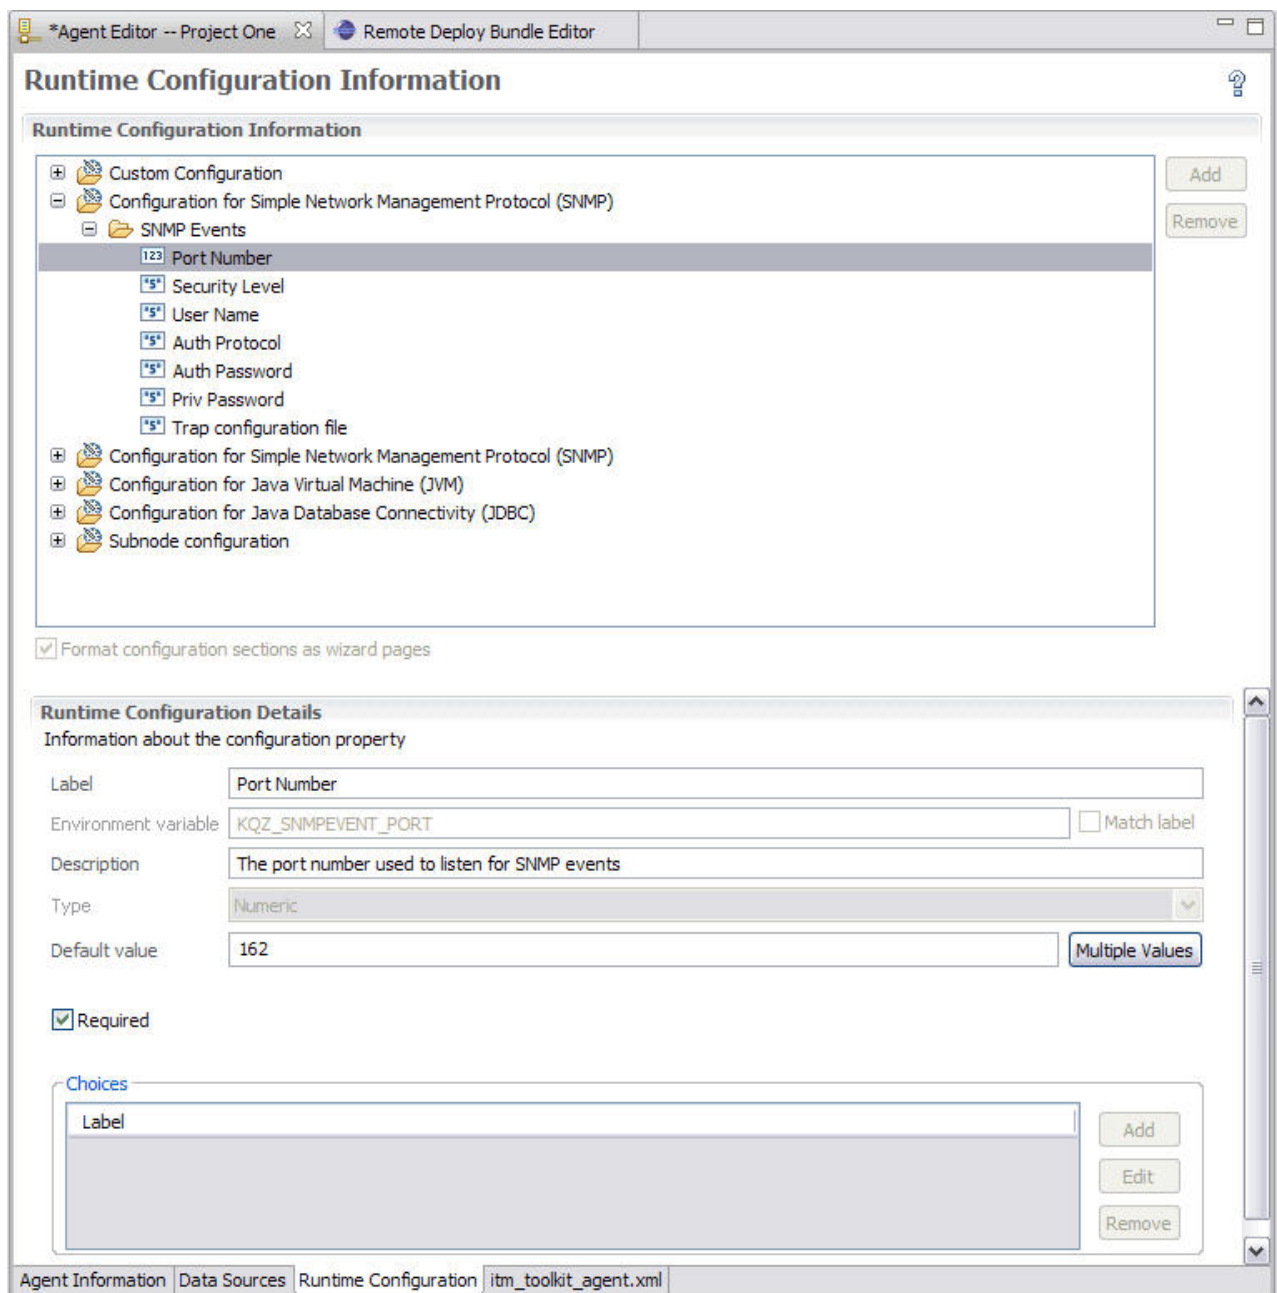 *Agent Editor -- Project One
Remote Deploy Bundle Editor
Runtime Configuration Information
Runtime Configuration Information
Custom Configuration
Configuration for Simple Network Management Protocol (SNMP)
SNMP Events
123 Port Number
"S" Security Level
"S" User Name
"S" Auth Protocol
"S" Auth Password
"S" Priv Password
"S" Trap configuration file
Configuration for Simple Network Management Protocol (SNMP)
Configuration for Java Virtual Machine (JVM)
Configuration for Java Database Connectivity (JDBC)
Subnode configuration
Add
Remove
Format configuration sections as wizard pages
Runtime Configuration Details
Information about the configuration property
Label Port Number
Environment variable KQZ_SNMPEVENT_PORT Match label
Description The port number used to listen for SNMP events
Type Numeric
Default value 162 Multiple Values
Required
Choices
Label
Add
Edit
Remove
Agent Information Data Sources Runtime Configuration itm_toolkit_agent.xml